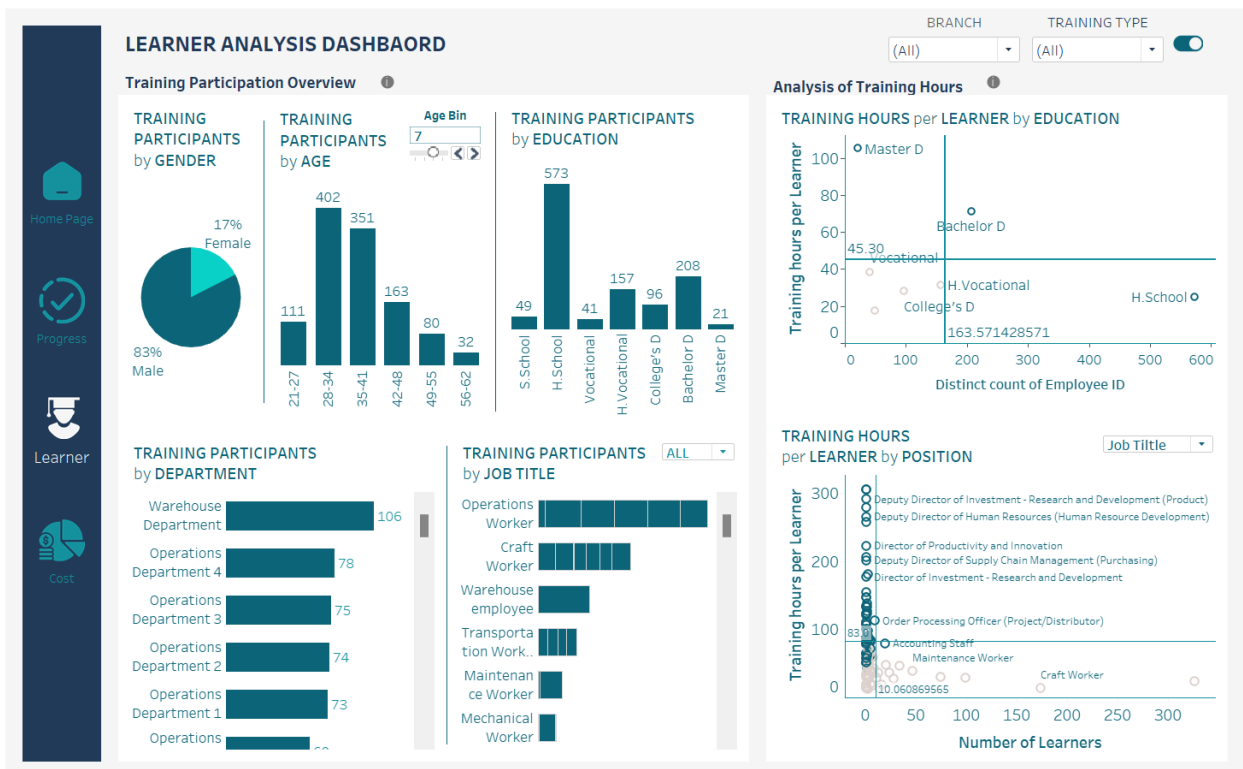 LEARNER ANALYSIS DASHBAORD
BRANCH
(All)
TRAINING TYPE
(All)
Home Page
Progress
Learner
Cost
Training Participation Overview
TRAINING
PARTICIPANTS
by GENDER
17%
Female
83%
Male
TRAINING
PARTICIPANTS
by AGE
Age Bin
7
111
402
351
163
80
32
21-27
28-34
35-41
42-48
49-55
56-62
TRAINING PARTICIPANTS
by EDUCATION
49
573
41
157
96
208
21
S.School
H.School
Vocational
H.Vocational
College's D
Bachelor D
Master D
TRAINING PARTICIPANTS
by DEPARTMENT
Warehouse
Department
106
Operations
Department 4
78
Operations
Department 3
75
Operations
Department 2
74
Operations
Department 1
73
Operations
TRAINING PARTICIPANTS
by JOB TITLE
ALL
Operations
Worker
Craft
Worker
Warehouse
employee
Transporta
tion Work..
Maintenan
ce Worker
Mechanical
Worker
Analysis of Training Hours
TRAINING HOURS per LEARNER by EDUCATION
Training hours per Learner
100
80
60
40
20
0
Master D
Bachelor D
45.30
Vocational
H.Vocational
College's D
H.School
163.571428571
0
100
200
300
400
500
600
Distinct count of Employee ID
TRAINING HOURS
per LEARNER by POSITION
Job Tiltle
Training hours per Learner
300
200
100
0
Deputy Director of Investment - Research and Development (Product)
Deputy Director of Human Resources (Human Resource Development)
Director of Productivity and Innovation
Deputy Director of Supply Chain Management (Purchasing)
Director of Investment - Research and Development
Order Processing Officer (Project/Distributor)
Accounting Staff
Maintenance Worker
Craft Worker
10.060869565
0
50
100
150
200
250
300
Number of Learners